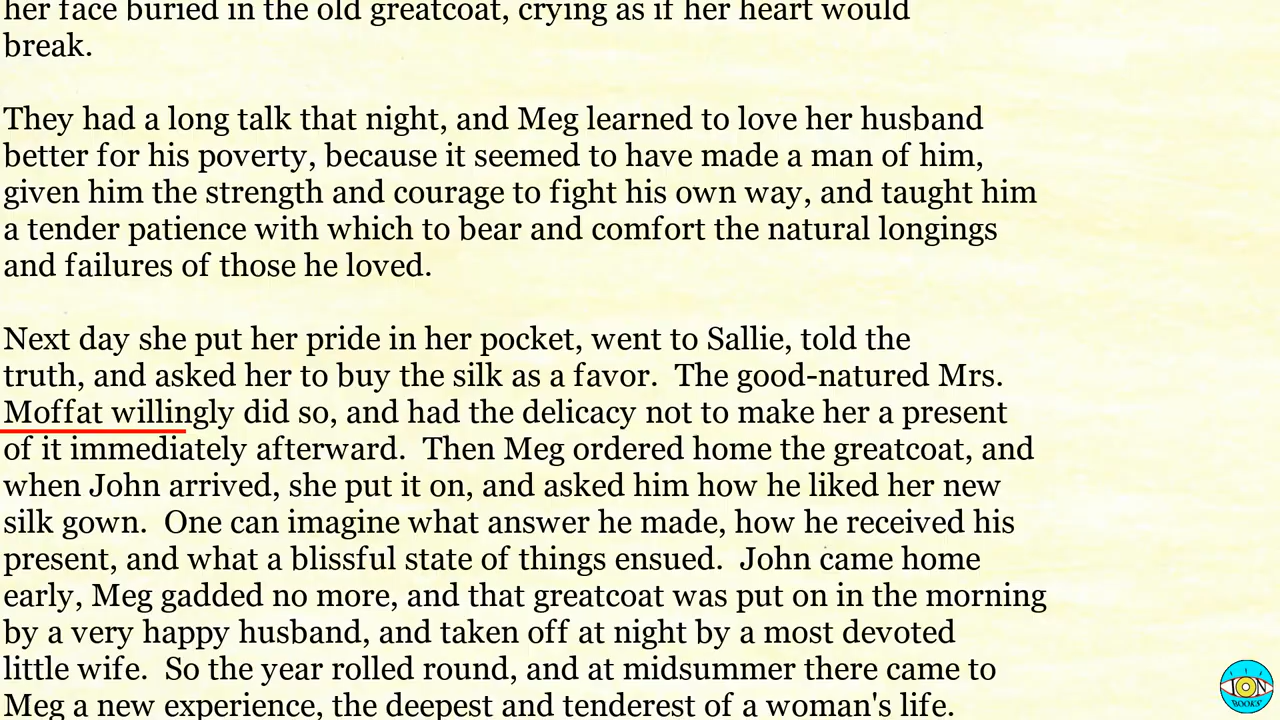 her face buried in the old greatcoat, crying as if her heart would
break.
They had a long talk that night, and Meg learned to love her husband
better for his poverty, because it seemed to have made a man of him,
given him the strength and courage to fight his own way, and taught him
a tender patience with which to bear and comfort the natural longings
and failures of those he loved.
Next day she put her pride in her pocket, went to Sallie, told the
truth, and asked her to buy the silk as a favor.  The good-natured Mrs.
Moffat willingly did so, and had the delicacy not to make her a present
of it immediately afterward.  Then Meg ordered home the greatcoat, and
when John arrived, she put it on, and asked him how he liked her new
silk gown.  One can imagine what answer he made, how he received his
present, and what a blissful state of things ensued.  John came home
early, Meg gadded no more, and that greatcoat was put on in the morning
by a very happy husband, and taken off at night by a most devoted
little wife.  So the year rolled round, and at midsummer there came to
Meg a new experience, the deepest and tenderest of a woman's life.
ION
BOOKS